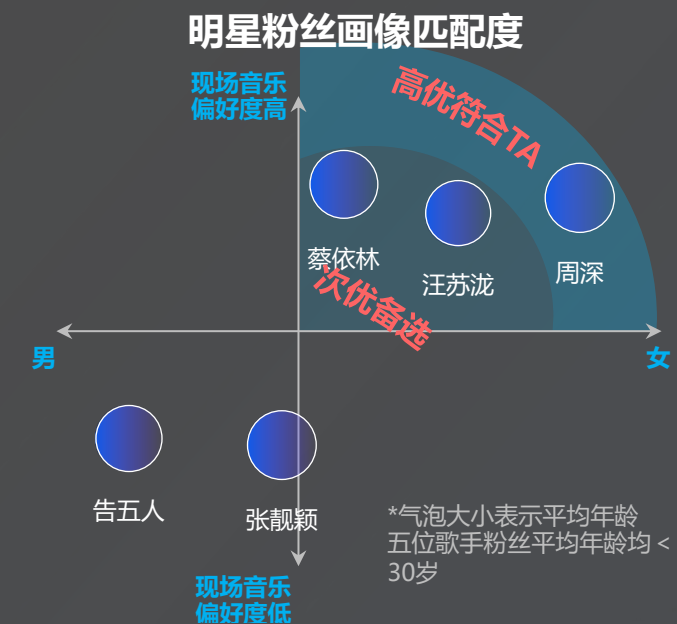 明星粉丝画像匹配度
现场音乐
偏好度高
高优符合TA
蔡依林
汪苏泷
周深
次优备选
男
女
告五人
张靓颖
*气泡大小表示平均年龄
五位歌手粉丝平均年龄均<
30岁
现场音乐
偏好度低